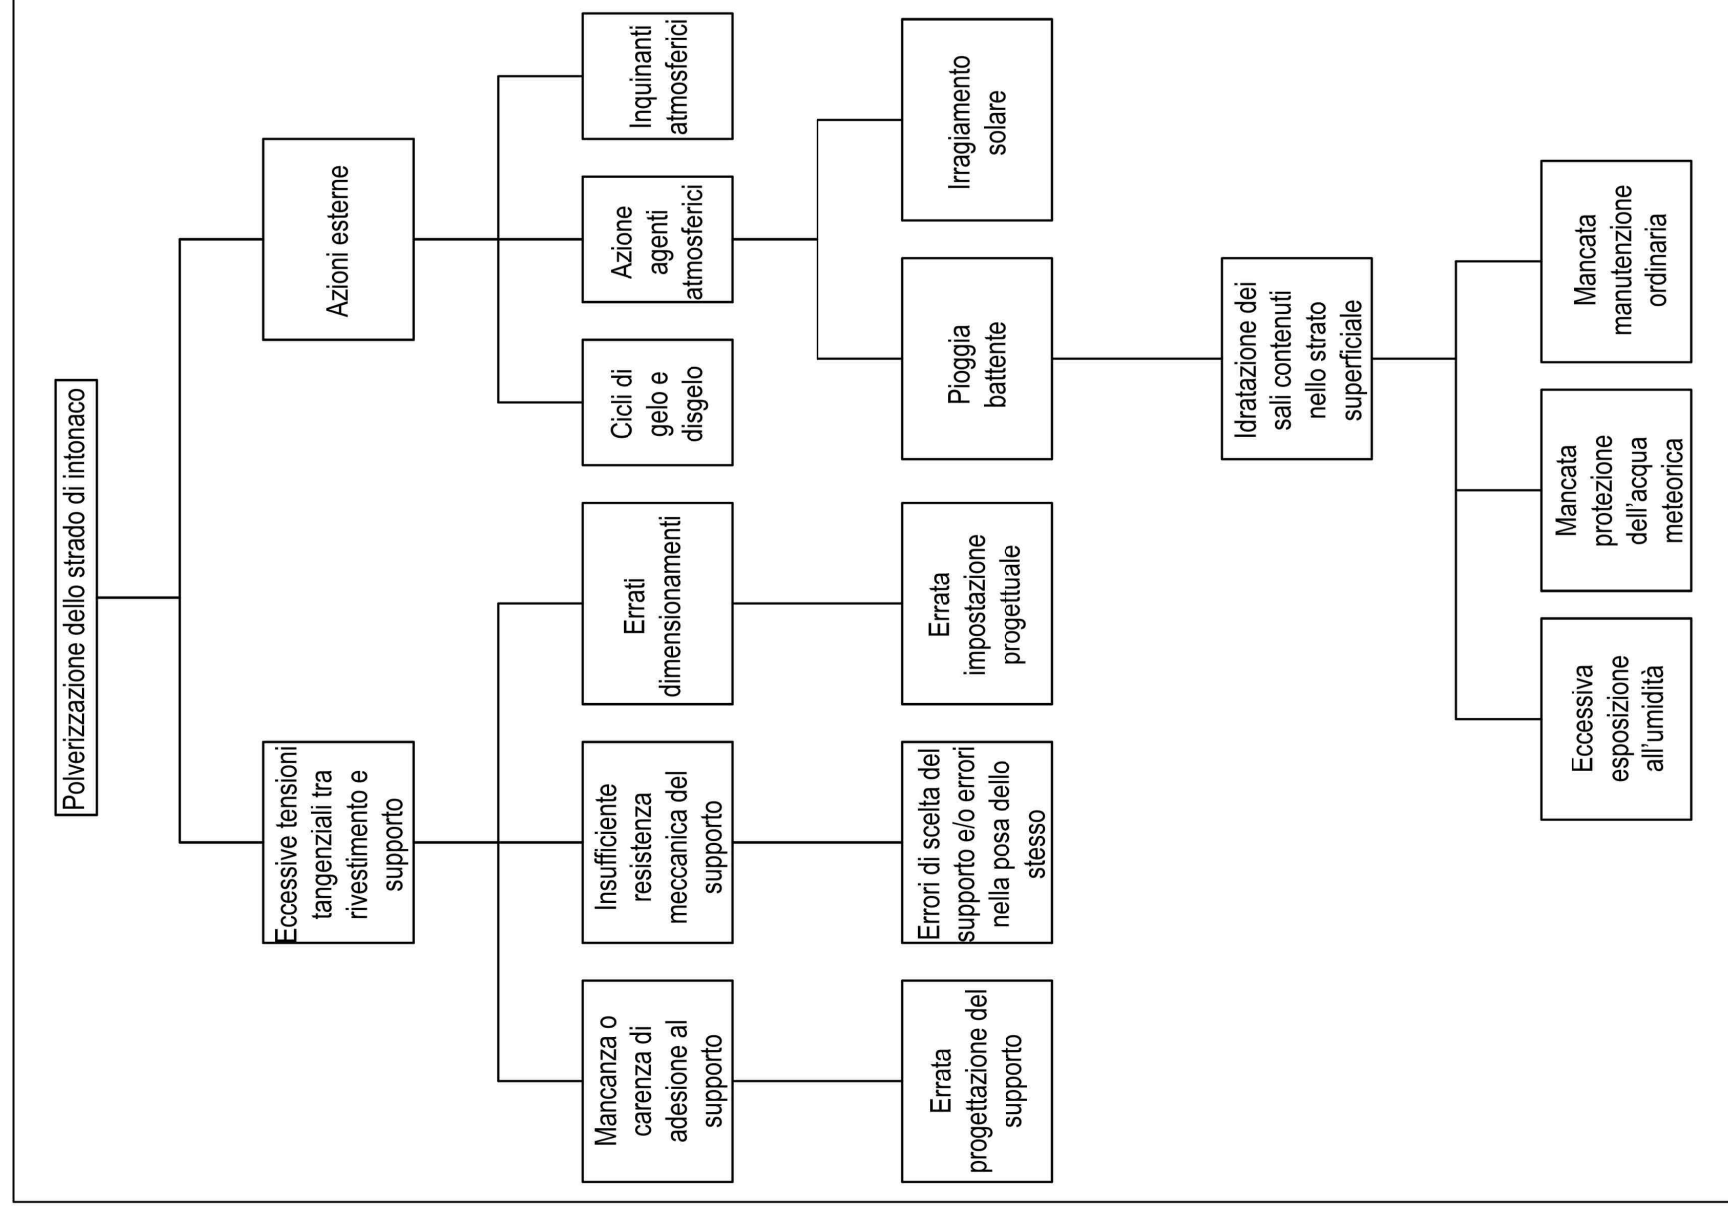 Polverizzazione dello strado di intonaco
Eccessive tensioni
tangenziali tra
rivestimento e
supporto
Azioni esterne
Mancanza o
carenza di
adesione al
supporto
Insufficiente
resistenza
meccanica del
supporto
Errati
dimensionamenti
Cicli di
gelo e
disgelo
Azione
agenti
atmosferici
Inquinanti
atmosferici
Errata
progettazione del
supporto
Errori di scelta del
supporto e/o errori
nella posa dello
stesso
Errata
impostazione
progettuale
Pioggia
battente
Irragiamento
solare
Idratazione dei
sali contenuti
nello strato
superficiale
Eccessiva
esposizione
all'umidità
Mancata
protezione
dell'acqua
meteorica
Mancata
manutenzione
ordinaria